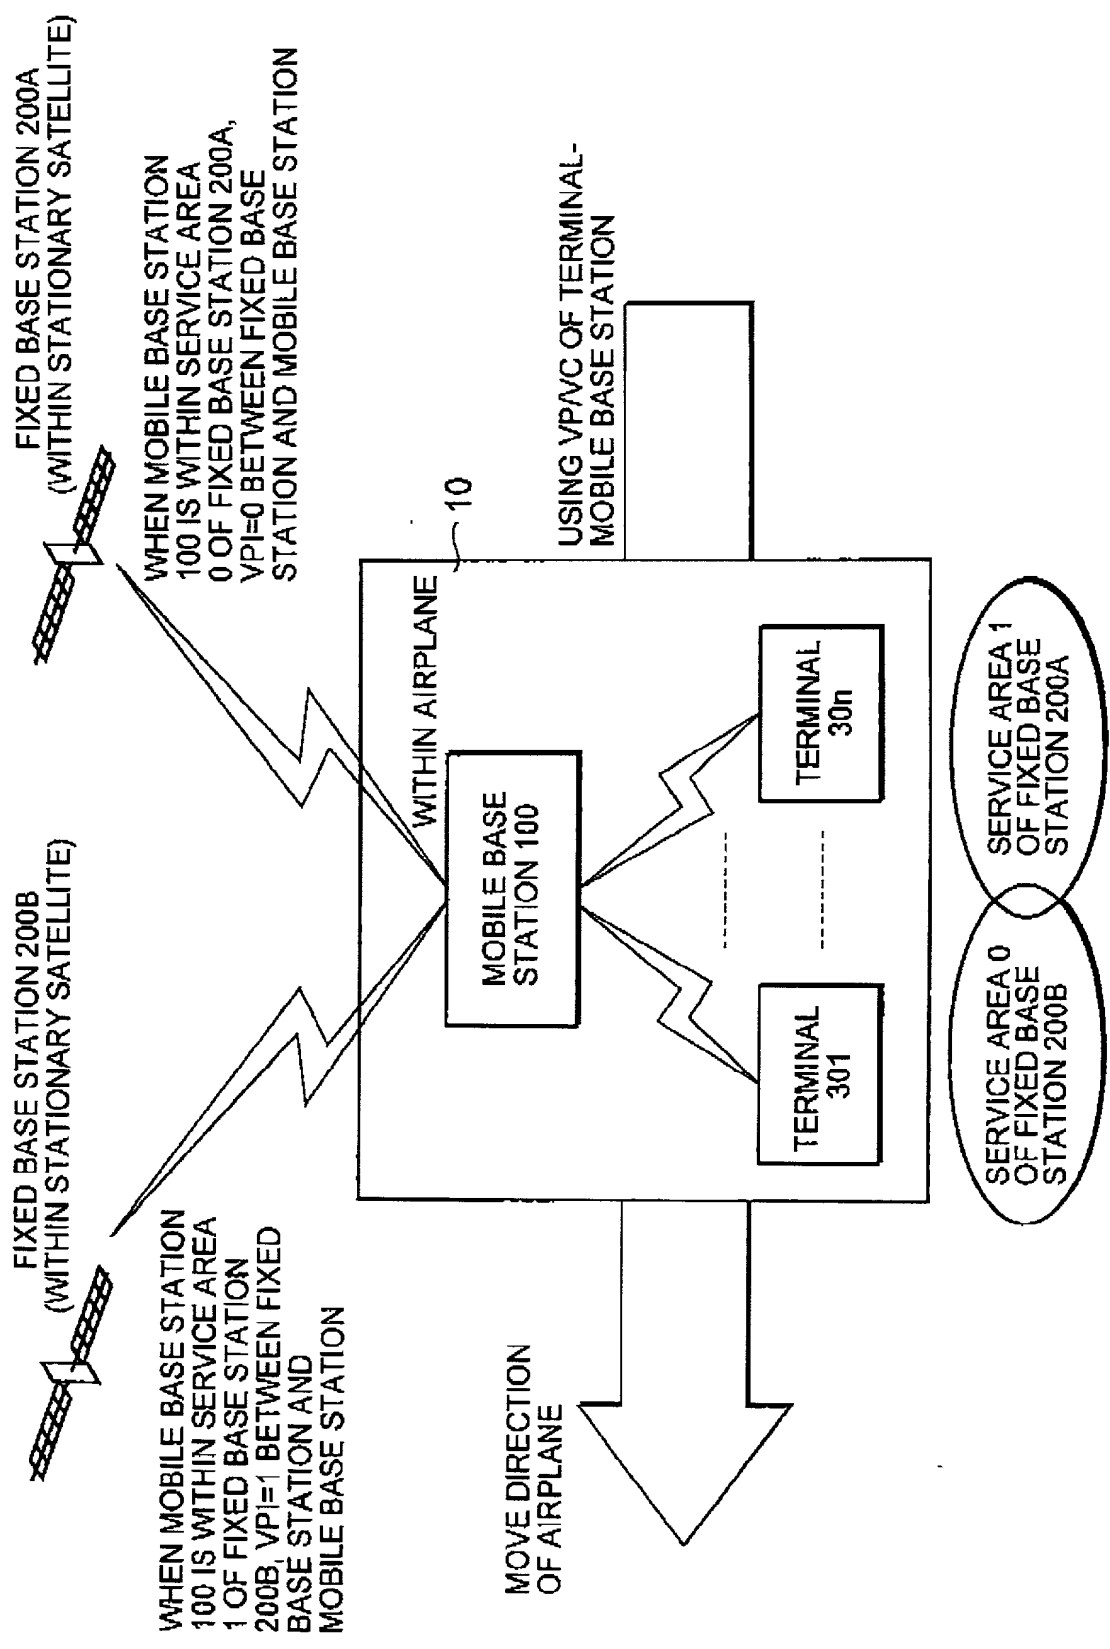 FIXED BASE STATION 200B
(WITHIN STATIONARY SATELLITE)
FIXED BASE STATION 200A
(WITHIN STATIONARY SATELLITE)
WHEN MOBILE BASE STATION
100 IS WITHIN SERVICE AREA
1 OF FIXED BASE STATION
200B, VPI=1 BETWEEN FIXED
BASE STATION AND
MOBILE BASE STATION
WHEN MOBILE BASE STATION
100 IS WITHIN SERVICE AREA
0 OF FIXED BASE STATION 200A,
VPI=0 BETWEEN FIXED BASE
STATION AND MOBILE BASE STATION
WITHIN AIRPLANE
10
MOBILE BASE
STATION 100
MOVE DIRECTION
OF AIRPLANE
USING VP/VC OF TERMINAL-
MOBILE BASE STATION
TERMINAL
301
TERMINAL
30n
SERVICE AREA 0
OF FIXED BASE
STATION 200B
SERVICE AREA 1
OF FIXED BASE
STATION 200A